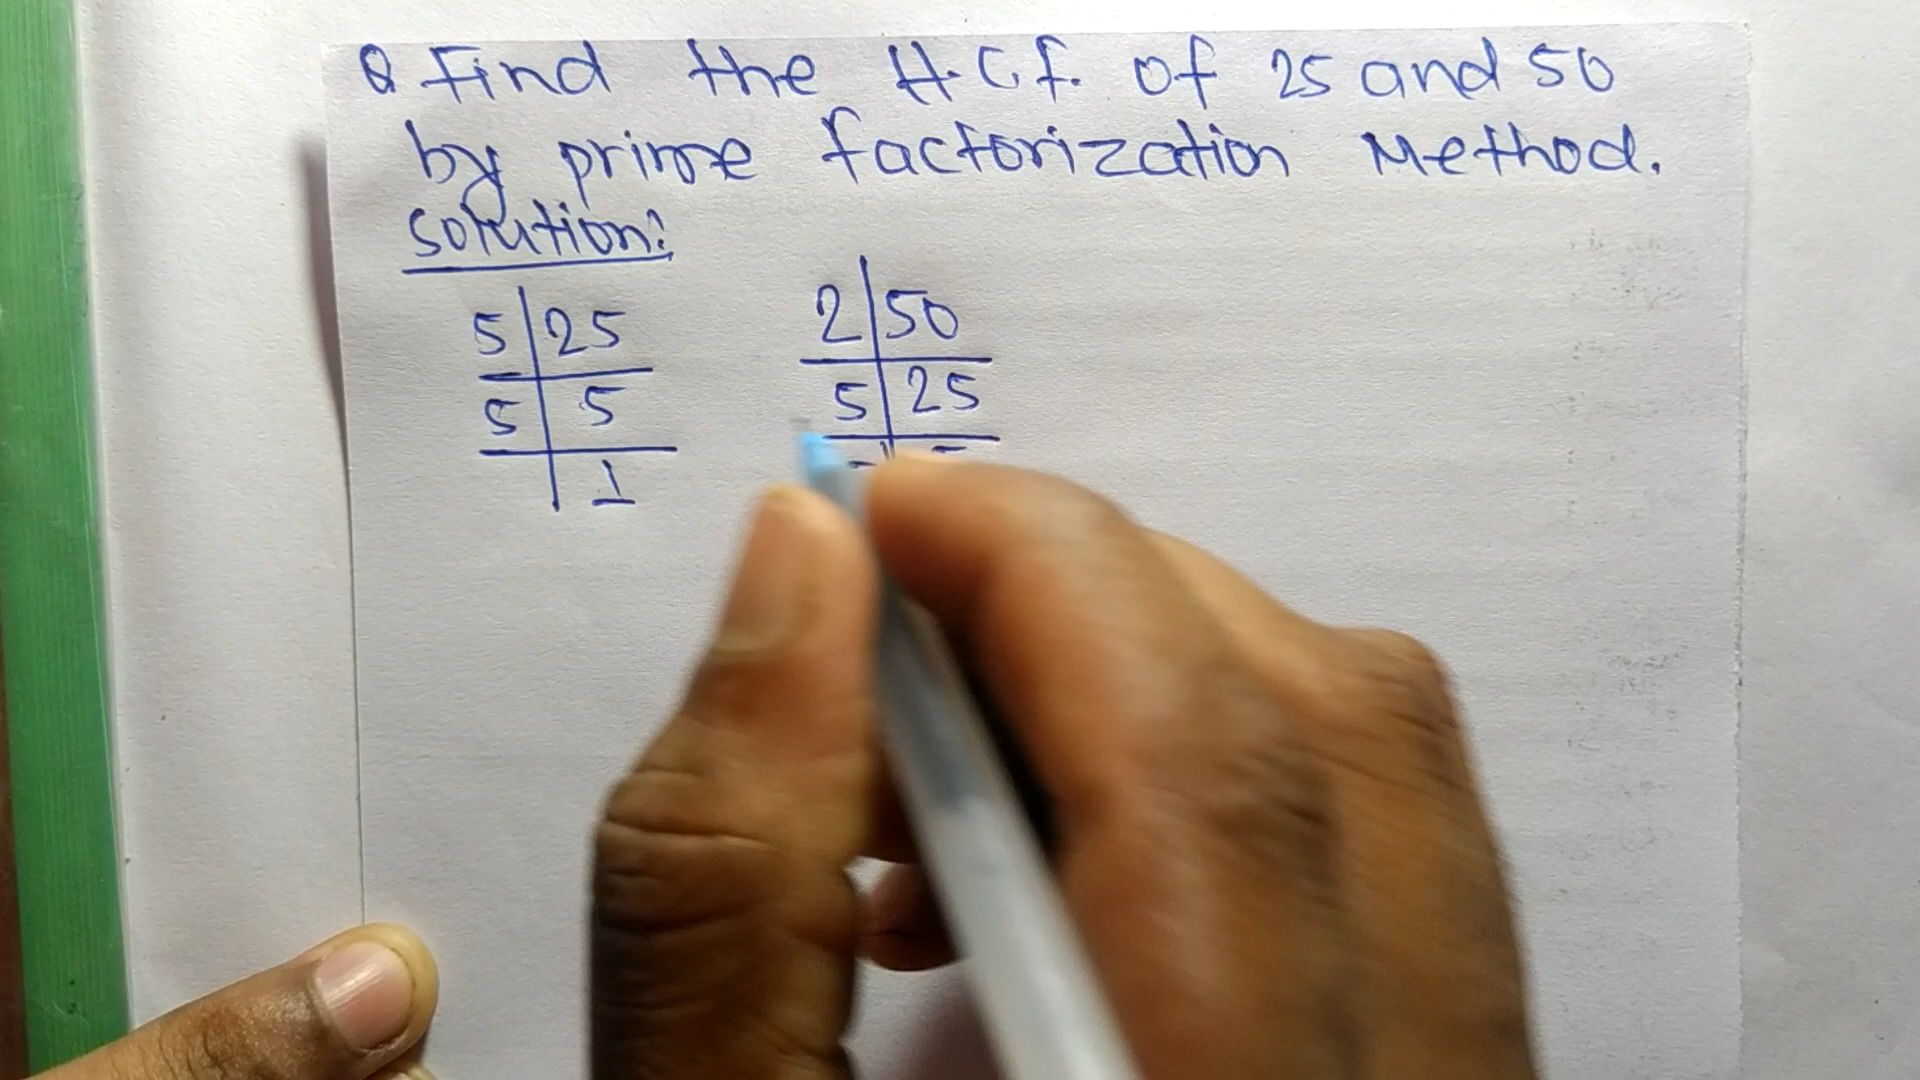 Q Find the H.C.f. of 25 and 50
by prime factorization Method.
Solution:
5 25 2 50
5 5 5 25
1